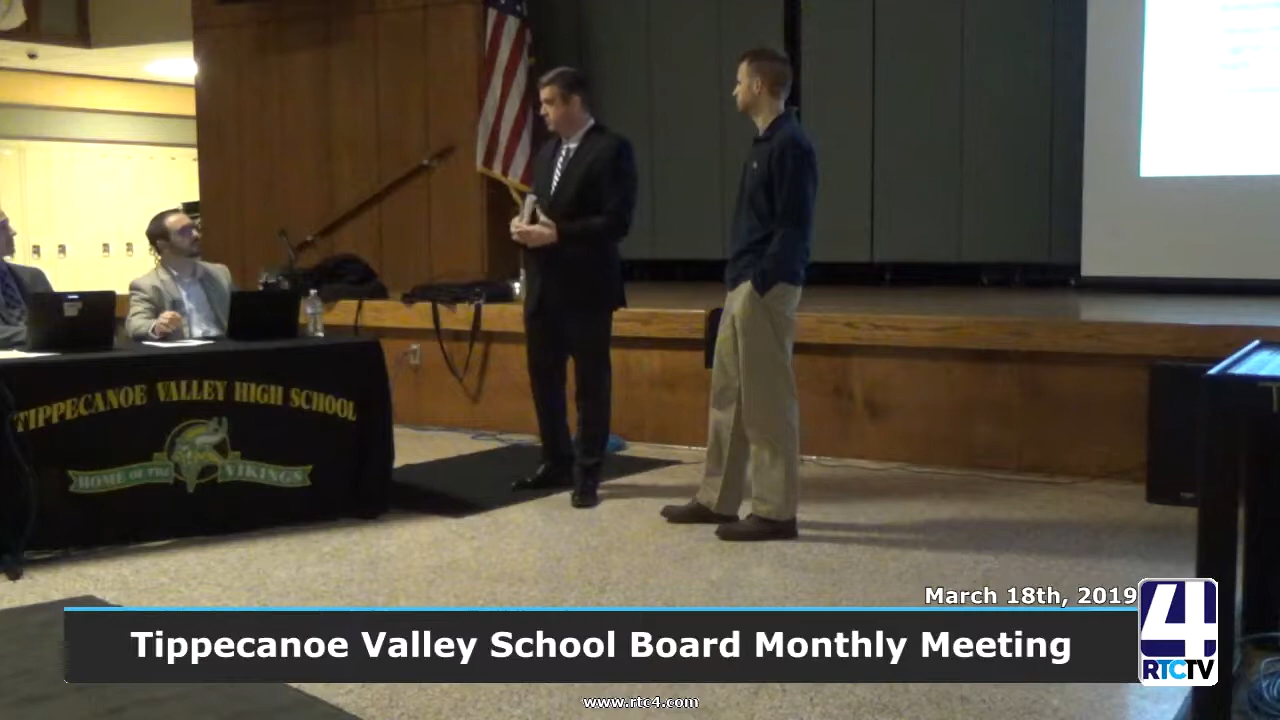 TIPPECANOE VALLEY HIGH SCHOOL
HOME OF THE VIKINGS
March 18th, 2019
Tippecanoe Valley School Board Monthly Meeting
4
RTCTV
www.rtc4.com